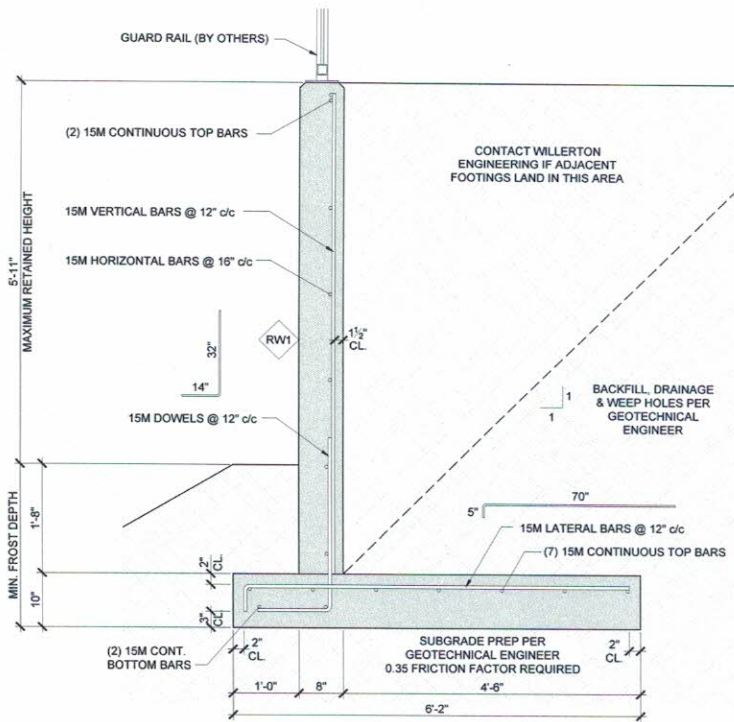 GUARD RAIL (BY OTHERS)
(2) 15M CONTINUOUS TOP BARS
CONTACT WILLERTON
ENGINEERING IF ADJACENT
FOOTINGS LAND IN THIS AREA
15M VERTICAL BARS @ 12" c/c
15M HORIZONTAL BARS @ 16" c/c
5'-11"
MAXIMUM RETAINED HEIGHT
RW1
1½"
CL.
32"
14"
15M DOWELS @ 12" c/c
1
1
BACKFILL, DRAINAGE
& WEEP HOLES PER
GEOTECHNICAL
ENGINEER
70"
5"
15M LATERAL BARS @ 12" c/c
(7) 15M CONTINUOUS TOP BARS
MIN. FROST DEPTH
1'-8"
10"
2"
CL.
3"
CL.
(2) 15M CONT.
BOTTOM BARS
2"
CL.
SUBGRADE PREP PER
GEOTECHNICAL ENGINEER
0.35 FRICTION FACTOR REQUIRED
2"
CL.
1'-0"
8"
4'-6"
6'-2"